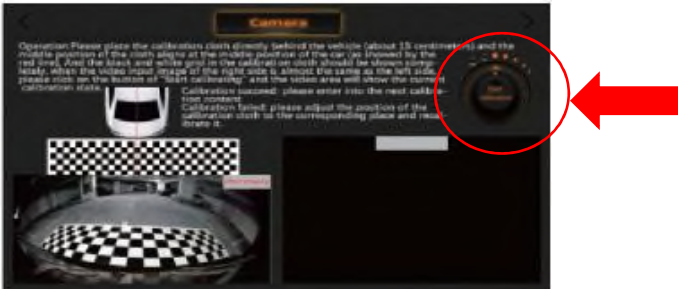 Camera
Operation:Please place the calibration cloth directly behind the vehicle (about 15 centimeters) and the
middle position of the cloth aligns at the middle position of the car (as showed by the
red line), And the black and white grid in the calibration cloth should be shown comp-
letely, when the video input image of the right side is almost the same as the left side,
please click on the button of "Start calibrating" and the video area will show the current
calibration state.
Calibration succeed: please enter into the next calibra-
tion content
Calibration failed: please adjust the position of the
calibration cloth to the corresponding place and recal-
ibrate it.